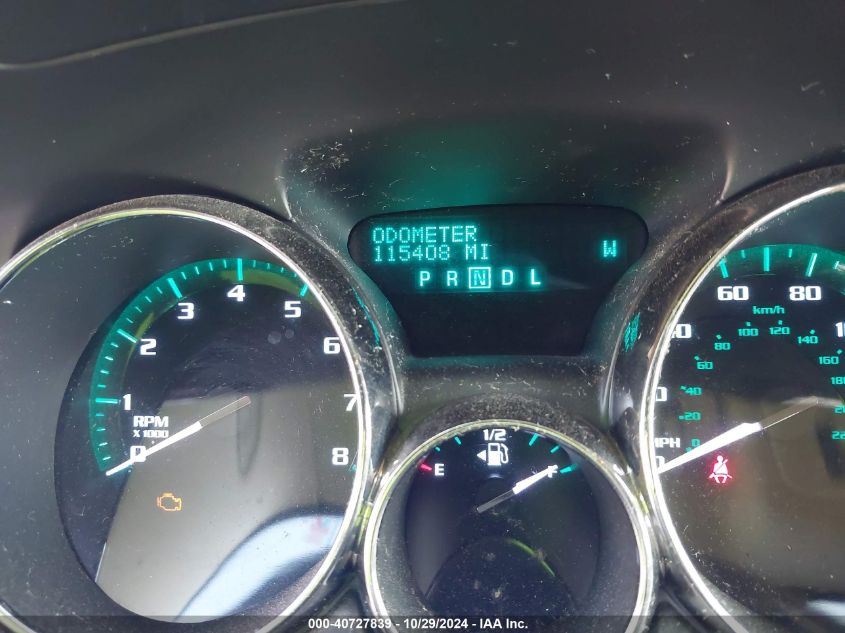 ODOMETER
115408 MI
W
P R N D L
0 1 2 3 4 5 6 7 8
RPM
X 1000
E 1/2 F
60 80
km/h
0 20 40 60 80 100 120 140 160
MPH
000-40727839 - 10/29/2024 - IAA Inc.